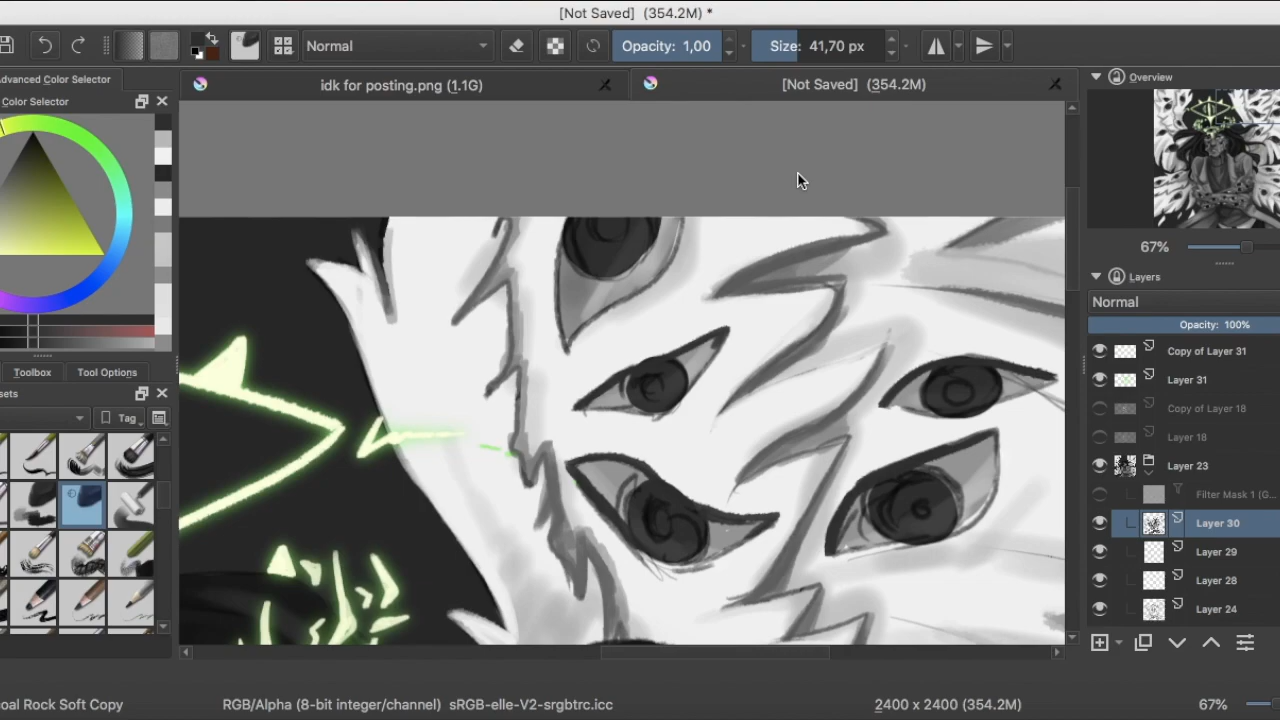 [Not Saved] (354.2M) *
Normal
Opacity: 1,00
Size: 41,70 px
Advanced Color Selector
idk for posting.png (1.1G)
[Not Saved] (354.2M)
Overview
Color Selector
67%
Layers
Normal
Opacity: 100%
Copy of Layer 31
Layer 31
Toolbox
Tool Options
sets
Copy of Layer 18
Tag
Layer 18
Layer 23
Filter Mask 1 (G...
Layer 30
Layer 29
Layer 28
Layer 24
oal Rock Soft Copy
RGB/Alpha (8-bit integer/channel) sRGB-elle-V2-srgbtrc.icc
2400 x 2400 (354.2M)
67%